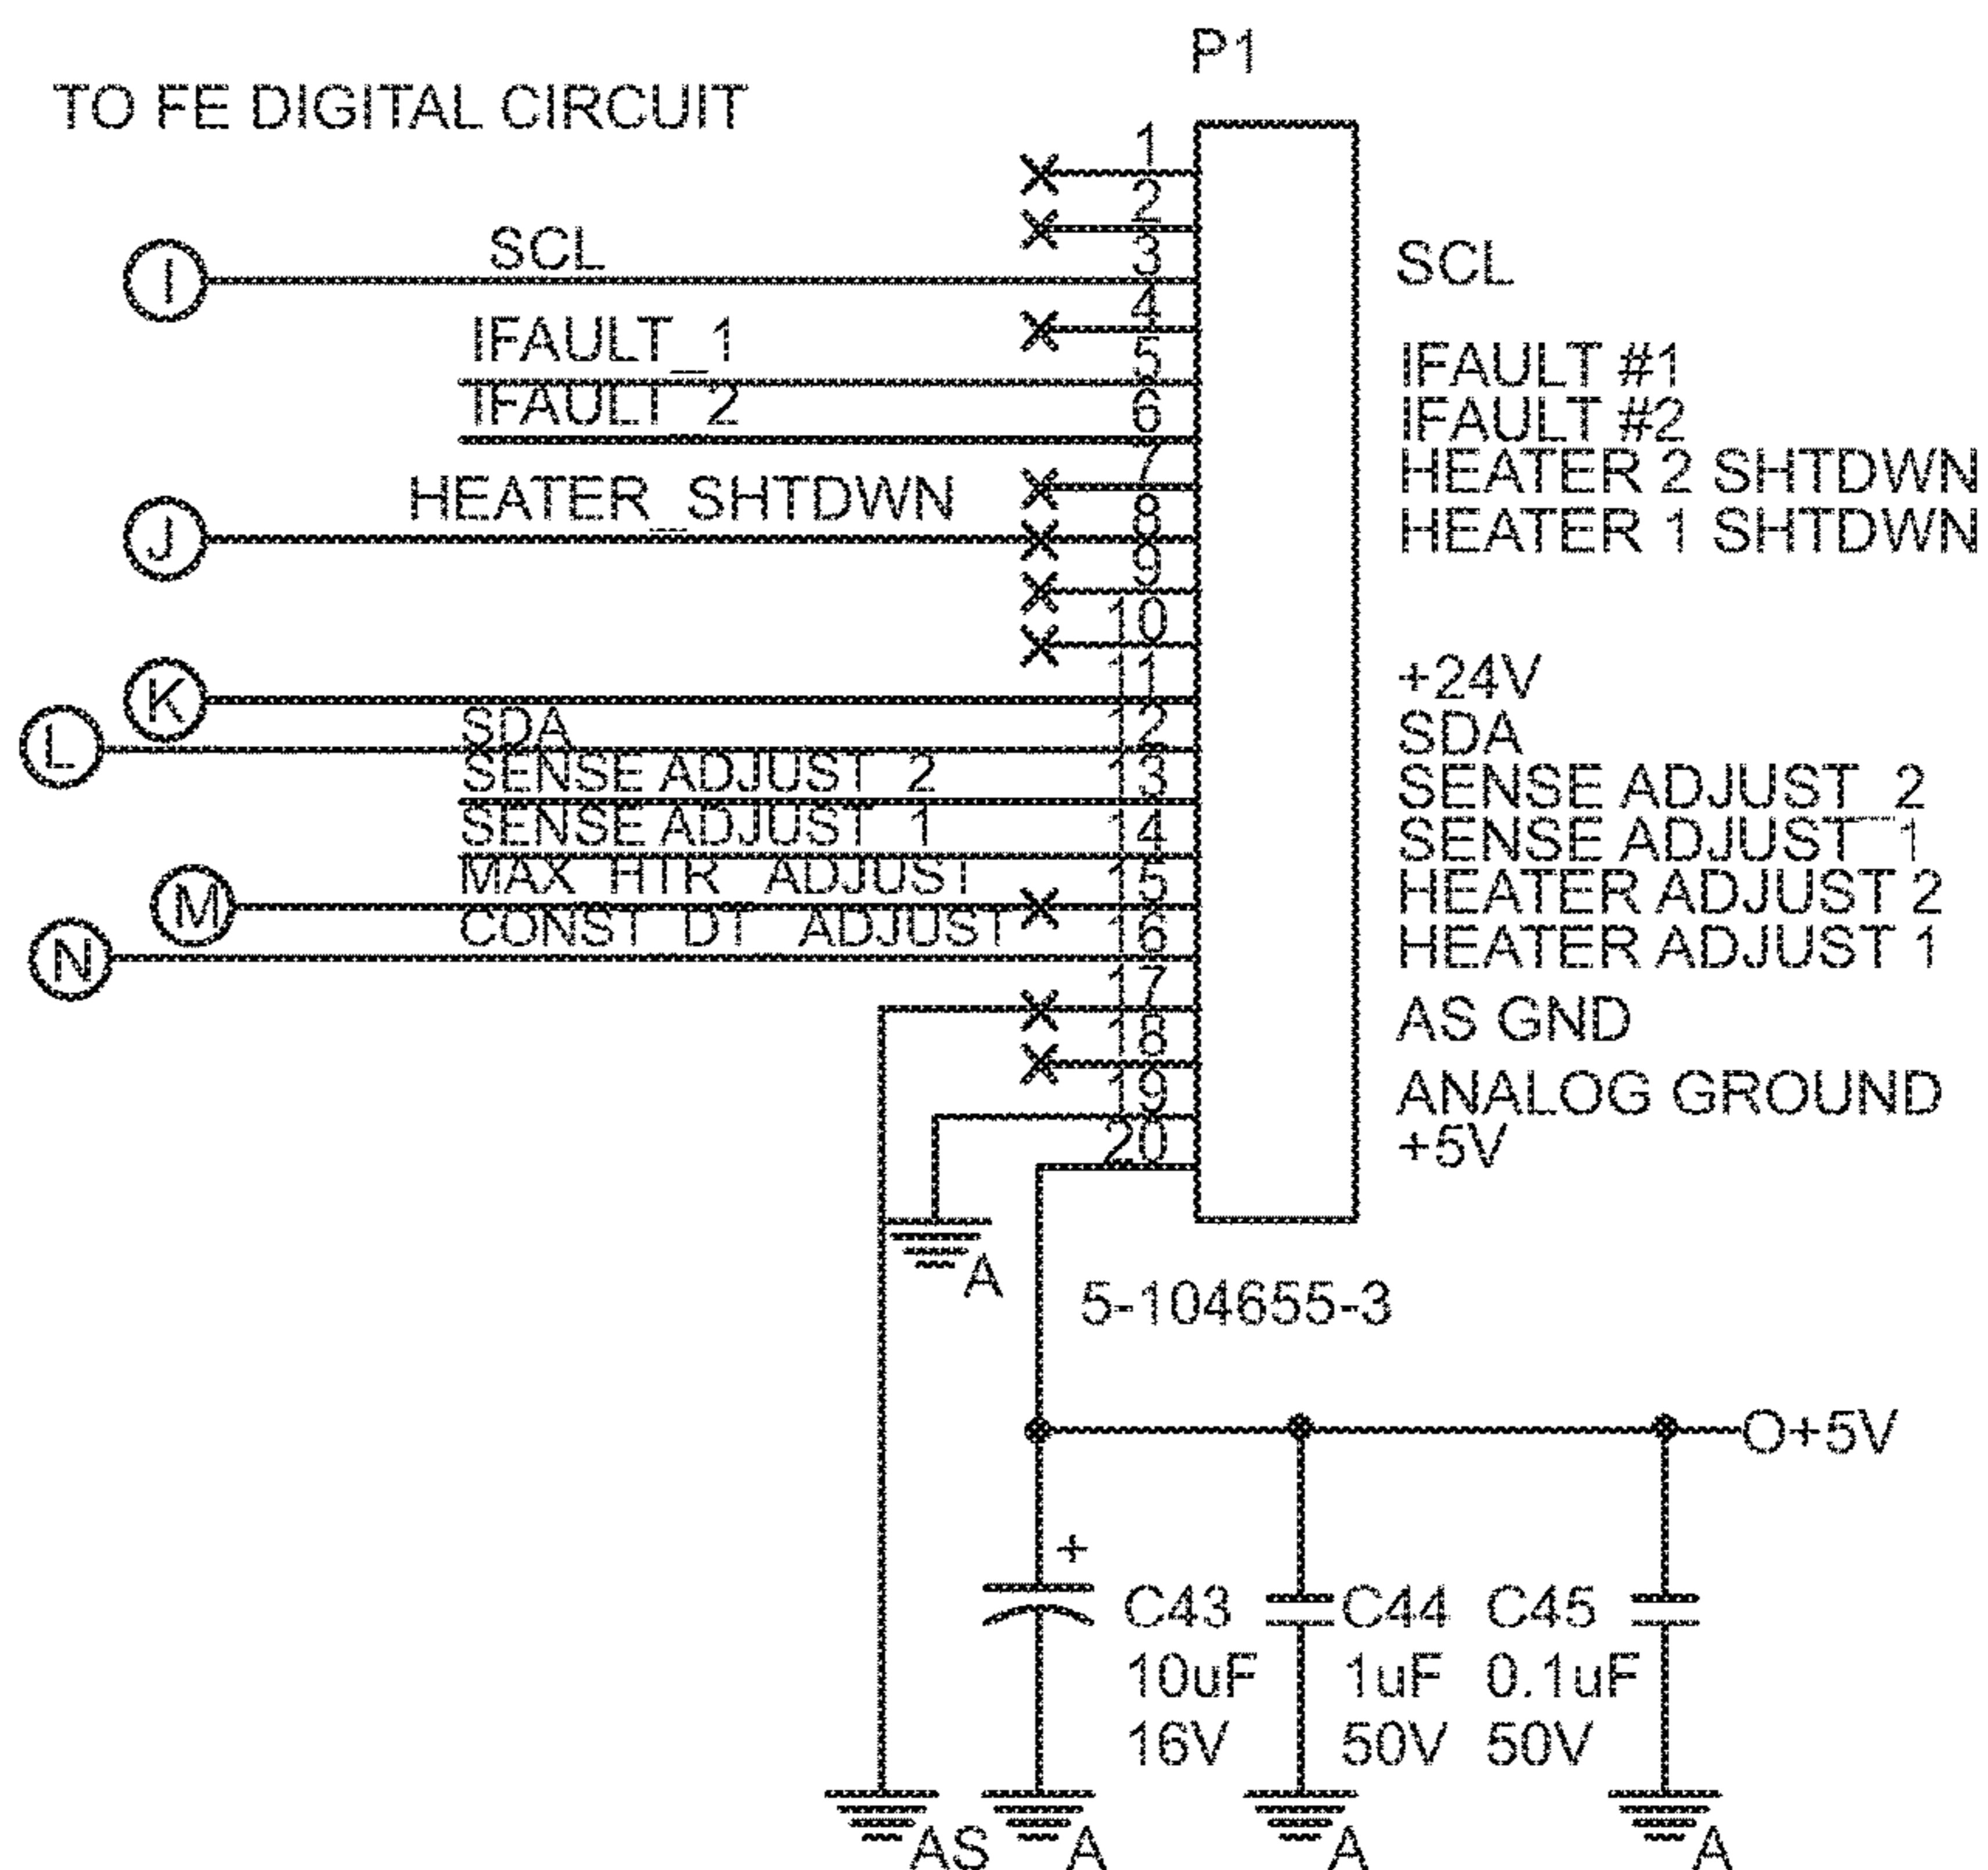 P1
TO FE DIGITAL CIRCUIT
1
2
SCL
3
SCL
I
4
IFAULT_1
5
IFAULT #1
IFAULT_2
6
IFAULT #2
7
HEATER 2 SHTDWN
HEATER_SHTDWN
8
HEATER 1 SHTDWN
J
9
10
11
+24V
K
SDA
12
SDA
L
SENSE ADJUST_2
13
SENSE ADJUST_2
SENSE ADJUST_1
14
SENSE ADJUST_1
MAX_HTR_ADJUST
15
HEATER ADJUST 2
M
CONST_DT_ADJUST
16
HEATER ADJUST 1
N
17
AS GND
18
19
ANALOG GROUND
20
+5V
A
5-104655-3
+5V
+
C43
C44
C45
10uF
1uF
0.1uF
16V
50V
50V
AS
A
A
A